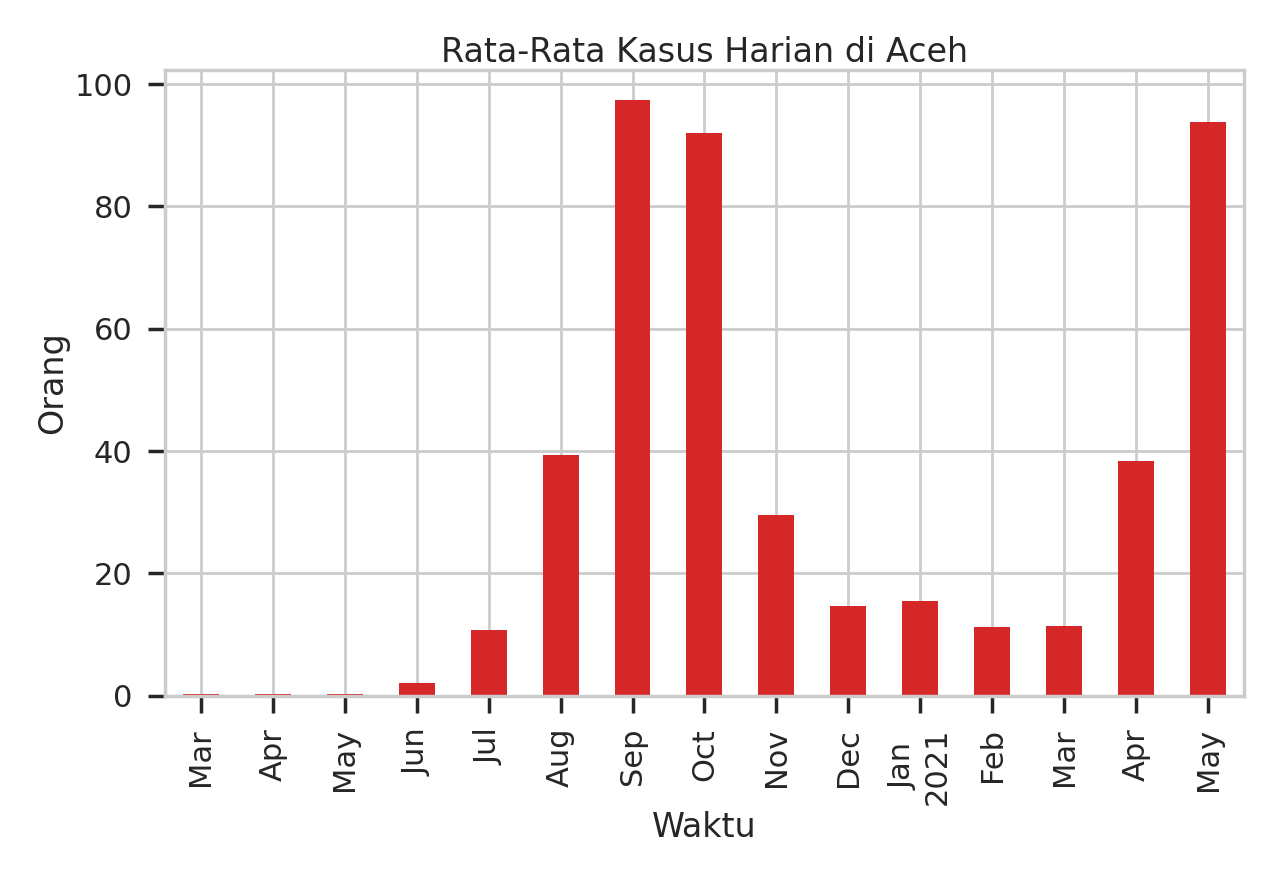 Rata-Rata Kasus Harian di Aceh
100
80
60
40
20
0
Orang
Mar
Apr
May
Jun
Jul
Aug
Sep
Oct
Nov
Dec
Jan
2021
Feb
Mar
Apr
May
Waktu